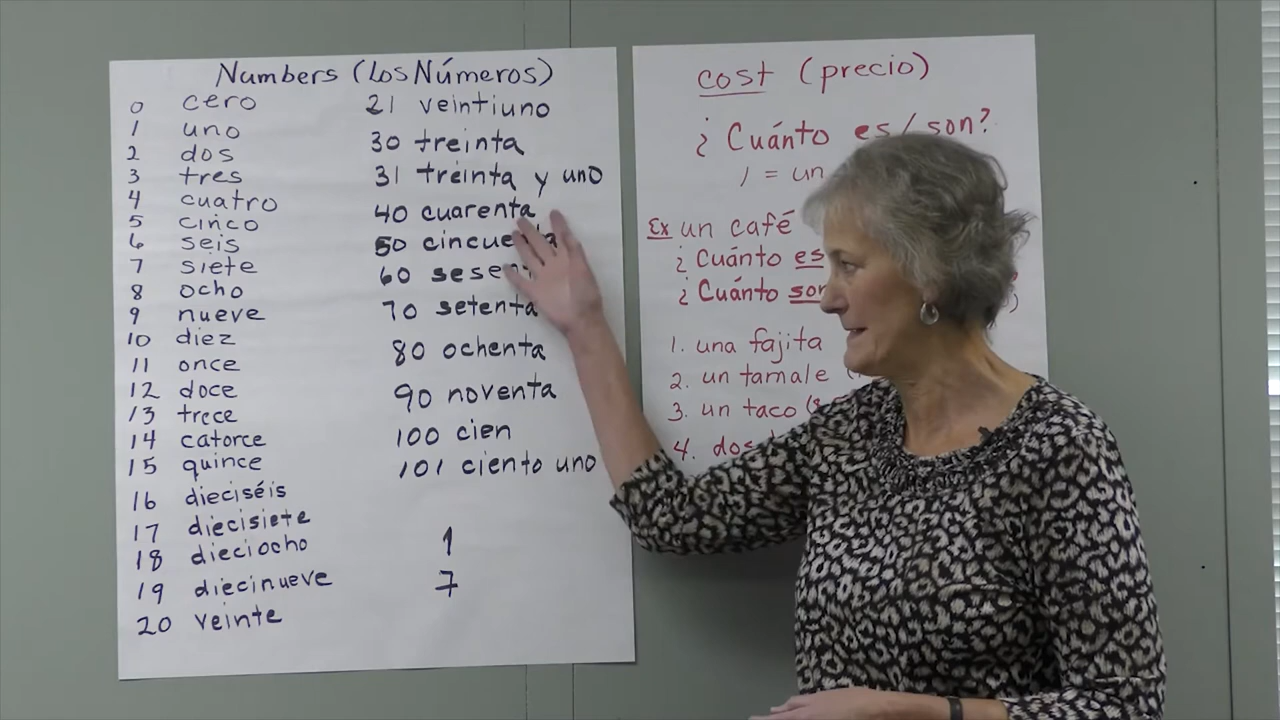 Numbers (Los Números)
0 cero
1 uno
2 dos
3 tres
4 cuatro
5 cinco
6 seis
7 siete
8 ocho
9 nueve
10 diez
11 once
12 doce
13 trece
14 catorce
15 quince
16 dieciséis
17 diecisiete
18 dieciocho
19 diecinueve
20 veinte
21 veintiuno
30 treinta
31 treinta y uno
40 cuarenta
50
60
70 setenta
80 ochenta
90 noventa
100 cien
101 ciento uno
1
7
cost (precio)
¿Cuánto es/son?
1 = un
Ex un café
¿Cuánto es
¿Cuánto son
1. una fajita
2. un tamale
3. un taco
4.